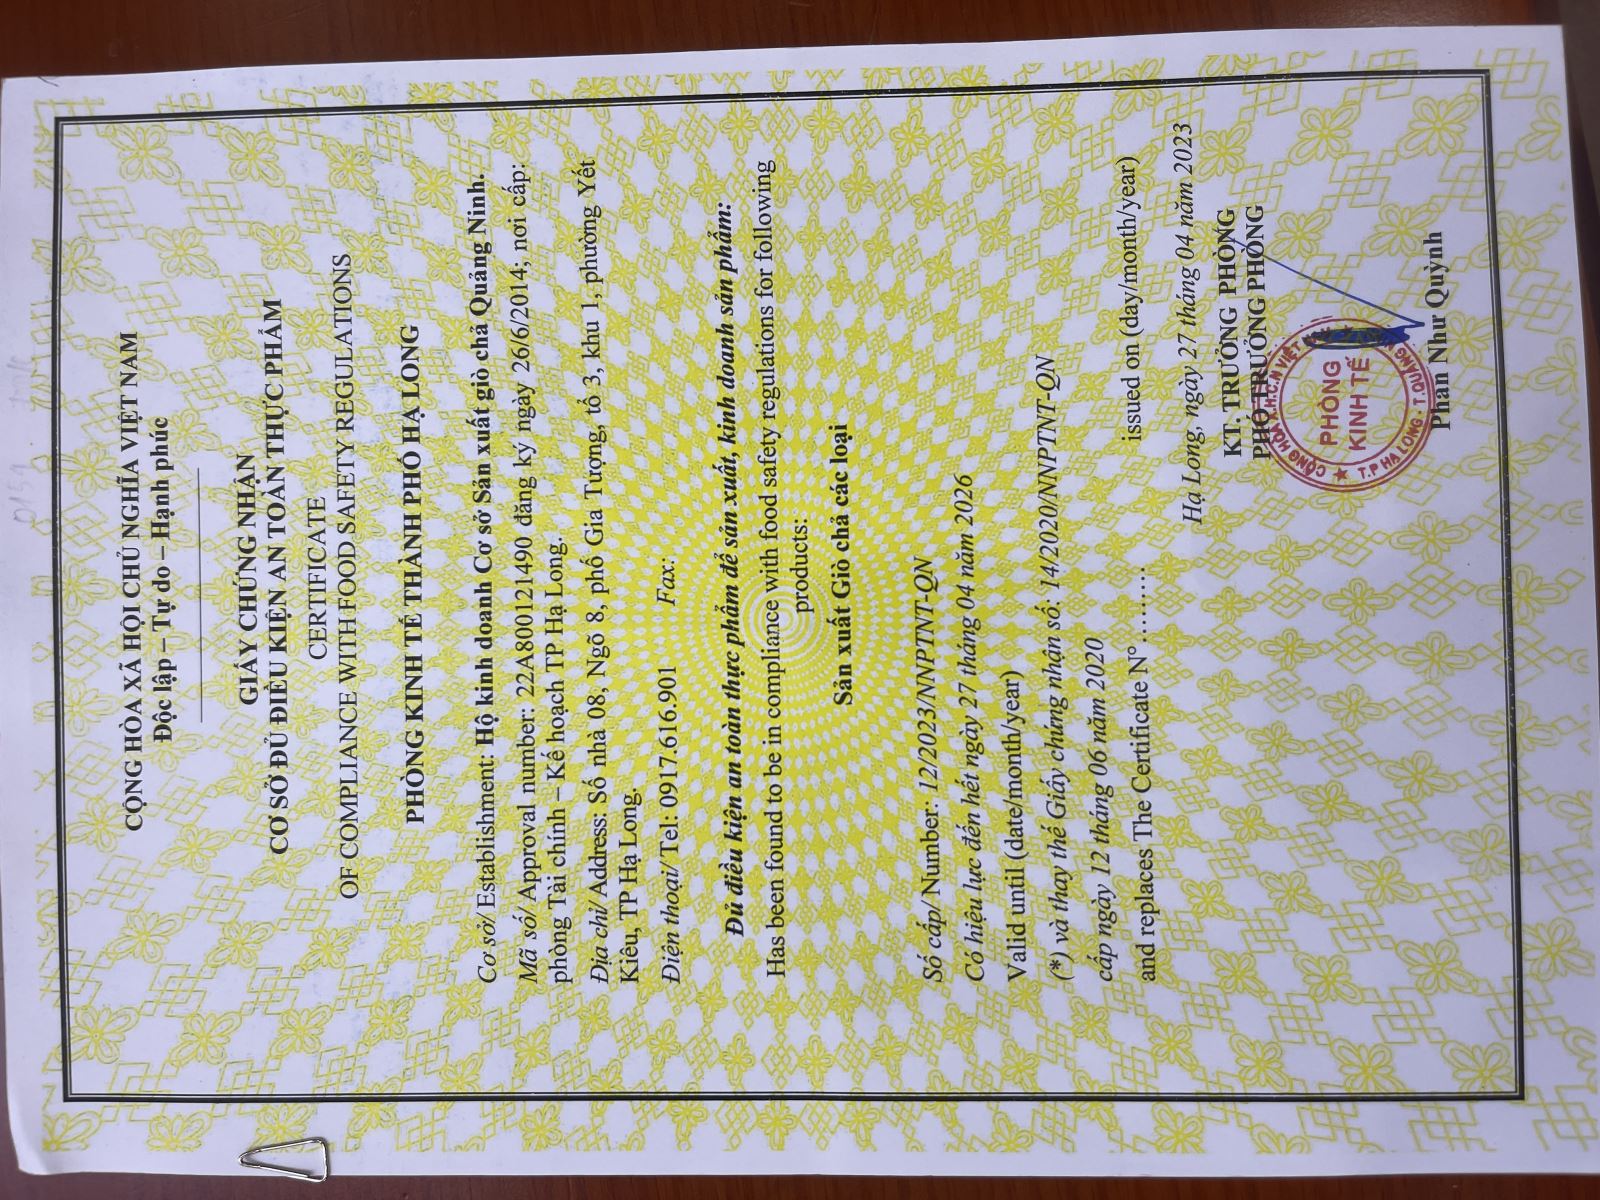 CỘNG HÒA XÃ HỘI CHỦ NGHĨA VIỆT NAM
Độc lập – Tự do – Hạnh phúc
GIẤY CHỨNG NHẬN
CƠ SỞ ĐỦ ĐIỀU KIỆN AN TOÀN THỰC PHẨM
CERTIFICATE
OF COMPLIANCE WITH FOOD SAFETY REGULATIONS
PHÒNG KINH TẾ THÀNH PHỐ HẠ LONG
Cơ sở/ Establishment: Hộ kinh doanh Cơ sở Sản xuất giò chả Quảng Ninh.
Mã số/ Approval number: 22A8001121490 đăng ký ngày 26/6/2014; nơi cấp:
phòng Tài chính – Kế hoạch TP Hạ Long.
Địa chỉ/ Address: Số nhà 08, Ngõ 8, phố Gia Tượng, tổ 3, khu 1, phường Yết
Kiêu, TP Hạ Long.
Điện thoại/ Tel: 0917.616.901 Fax:
Đủ điều kiện an toàn thực phẩm để sản xuất, kinh doanh sản phẩm:
Has been found to be in compliance with food safety regulations for following
products:
Sản xuất Giò chả các loại
Số cấp/ Number: 12/2023/NNPTNT-QN
Có hiệu lực đến hết ngày 27 tháng 04 năm 2026
Valid until (date/month/year)
(*) và thay thế Giấy chứng nhận số: 14/2020/NNPTNT-QN
cấp ngày 12 tháng 06 năm 2020
and replaces The Certificate N° ……… issued on (day/month/year)
Hạ Long, ngày 27 tháng 04 năm 2023
KT. TRƯỞNG PHÒNG
PHÓ TRƯỞNG PHÒNG
CỘNG HÒA X.H.C.N VIỆT NAM
PHÒNG
KINH TẾ
T.P HẠ LONG - T.QUẢNG
Phan Như Quỳnh